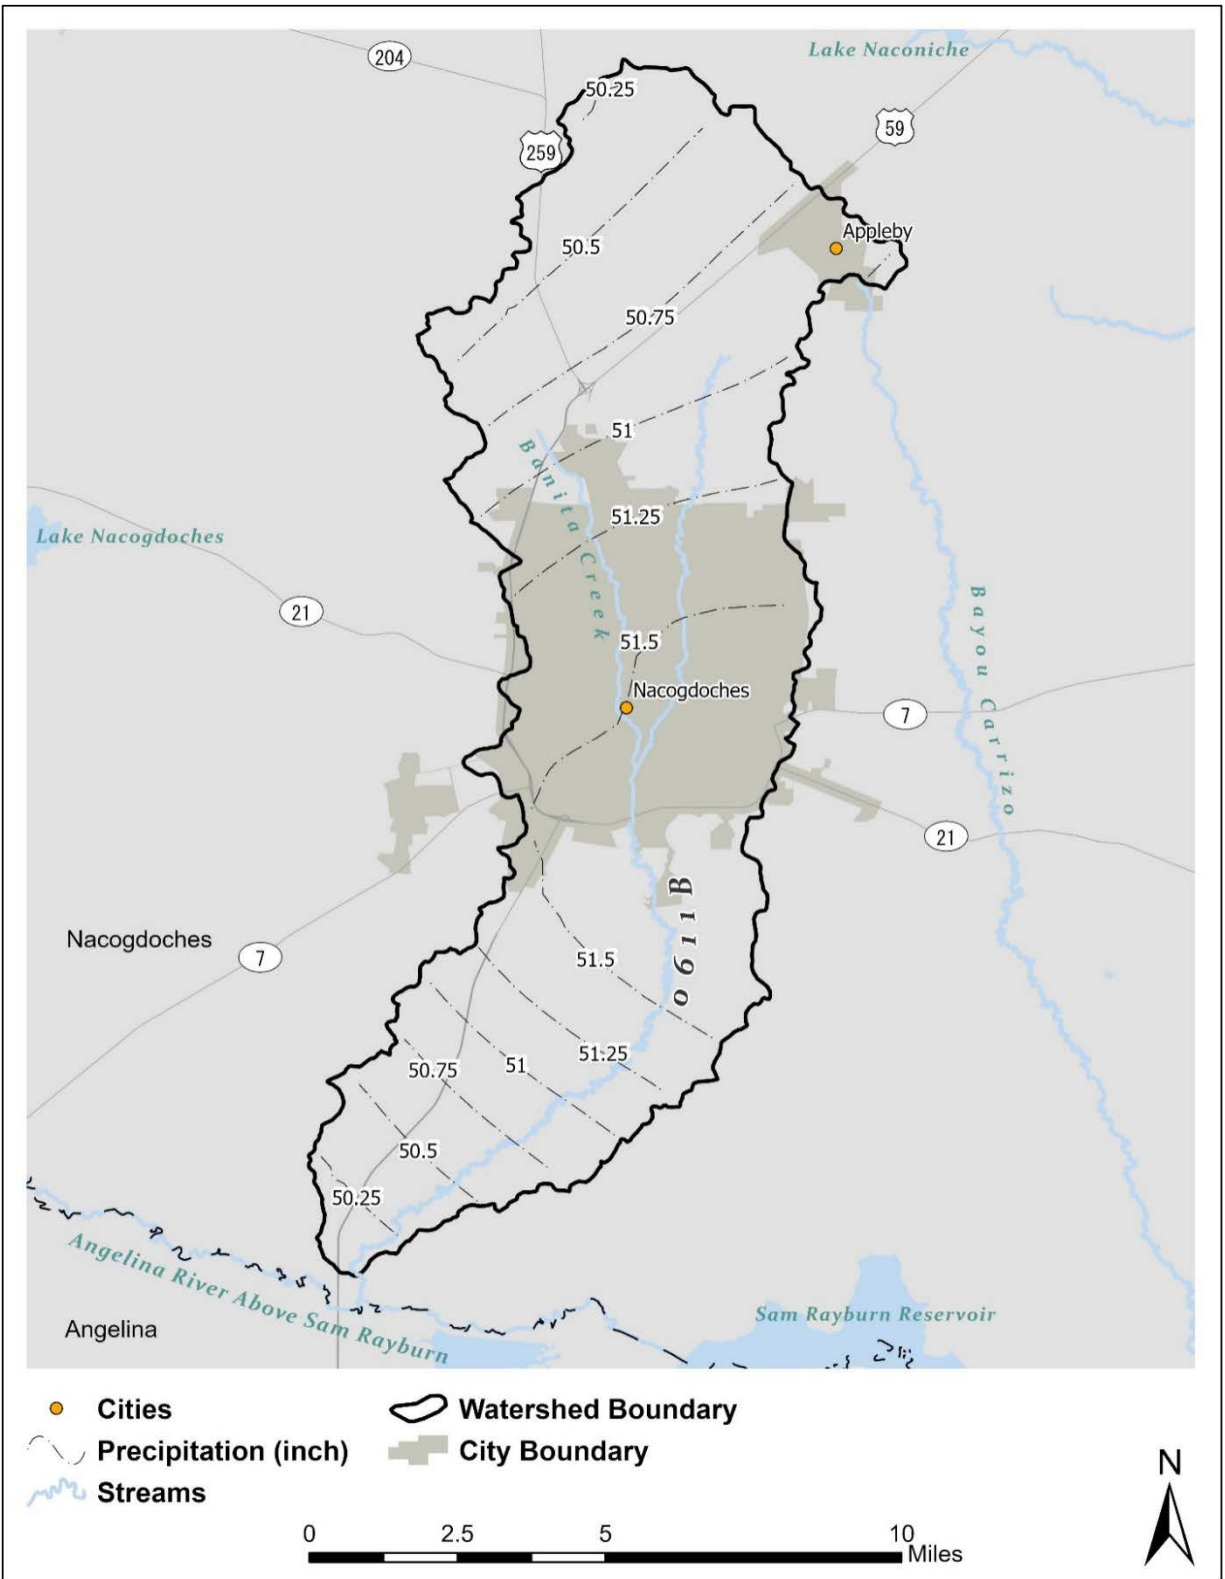 Lake Naconiche
204
50.25
59
259
Appleby
50.5
50.75
51
Banita Creek
51.25
Lake Nacogdoches
21
Bayou Carrizo
51.5
Nacogdoches
7
21
0611B
Nacogdoches
7
51.5
51.25
51
50.75
50.5
50.25
Angelina River Above Sam Rayburn
Sam Rayburn Reservoir
Angelina
Cities
Watershed Boundary
Precipitation (inch)
City Boundary
Streams
N
0 2.5 5 10
Miles